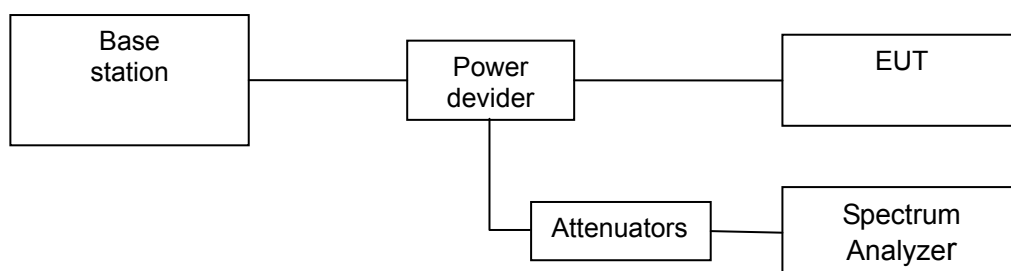 Base
station
Power
devider
EUT
Attenuators
Spectrum
Analyzer